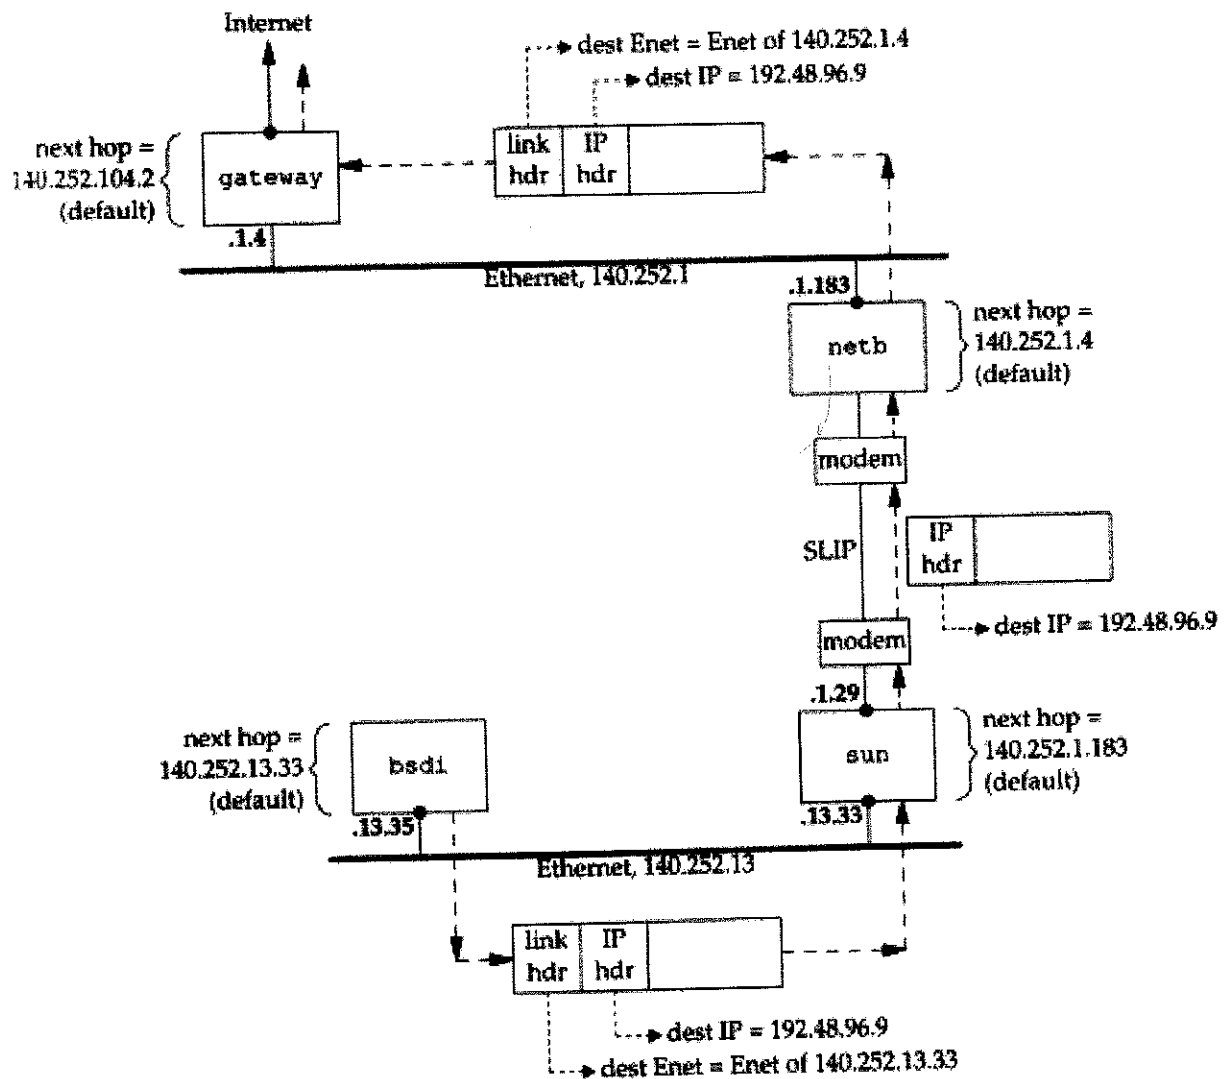 Internet
dest Enet = Enet of 140.252.1.4
dest IP = 192.48.96.9
next hop =
140.252.104.2
(default)
gateway
link
hdr
IP
hdr
.1.4
Ethernet, 140.252.1
.1.183
netb
next hop =
140.252.1.4
(default)
modem
SLIP
IP
hdr
dest IP = 192.48.96.9
modem
.1.29
next hop =
140.252.13.33
(default)
bsdi
sun
next hop =
140.252.1.183
(default)
.13.35
.13.33
Ethernet, 140.252.13
link
hdr
IP
hdr
dest IP = 192.48.96.9
dest Enet = Enet of 140.252.13.33